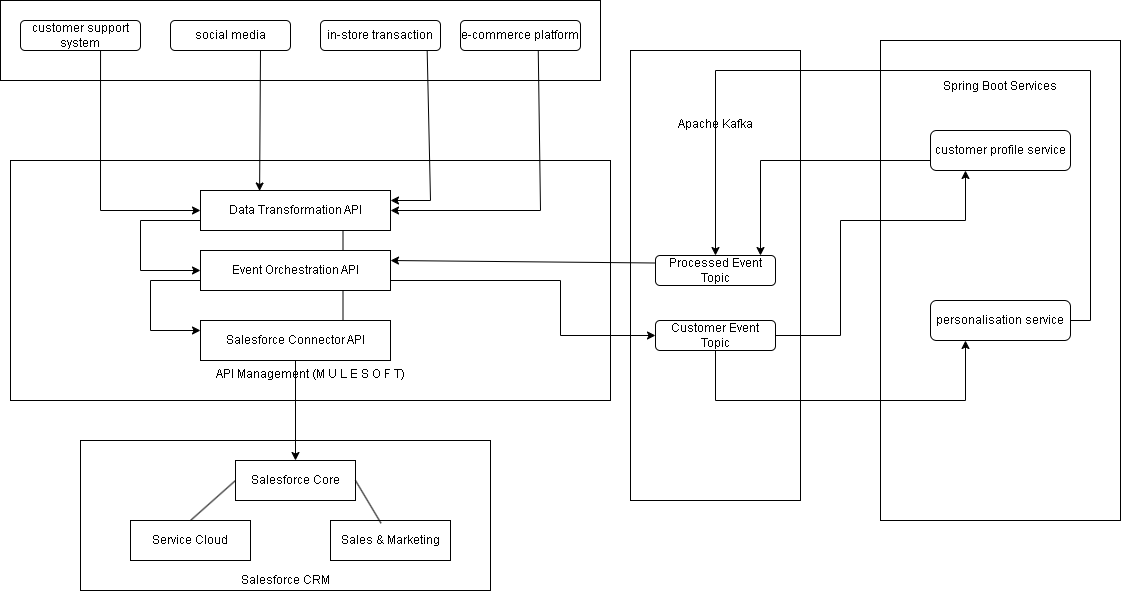 customer support
system
social media
in-store transaction
e-commerce platform
Spring Boot Services
Apache Kafka
customer profile service
Data Transformation API
Event Orchestration API
Processed Event
Topic
Customer Event
Topic
personalisation service
Salesforce Connector API
API Management (M U L E S O F T)
Salesforce Core
Service Cloud
Sales & Marketing
Salesforce CRM